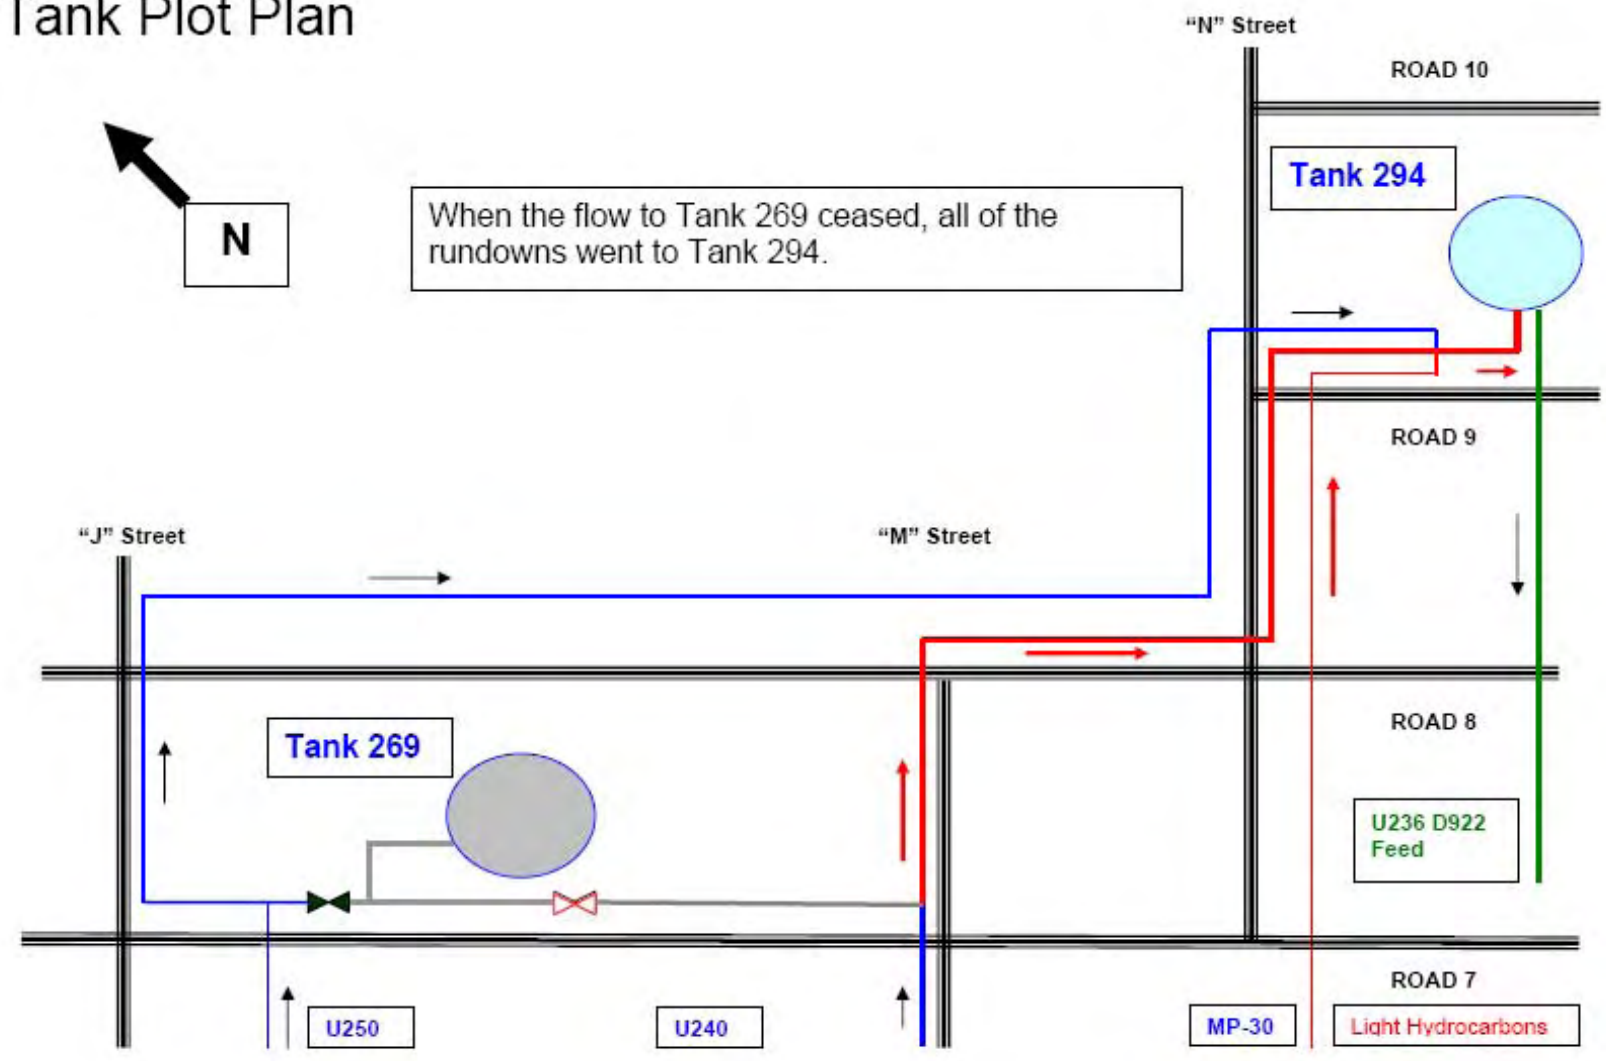 Tank Plot Plan
“N” Street
ROAD 10
Tank 294
N
When the flow to Tank 269 ceased, all of the
rundowns went to Tank 294.
ROAD 9
“J” Street
“M” Street
Tank 269
ROAD 8
U236 D922
Feed
ROAD 7
U250
U240
MP-30
Light Hydrocarbons